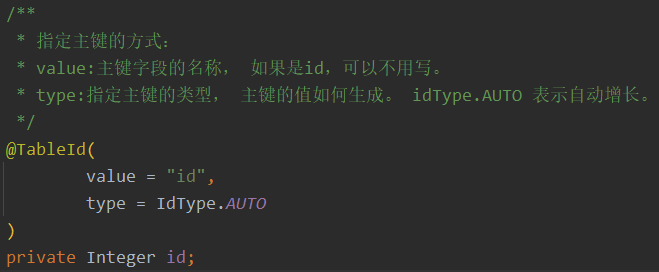 /**
 * 指定主键的方式：
 * value:主键字段的名称， 如果是id，可以不用写。
 * type:指定主键的类型， 主键的值如何生成。 idType.AUTO 表示自动增长。
 */
@TableId(
        value = "id",
        type = IdType.AUTO
)
private Integer id;